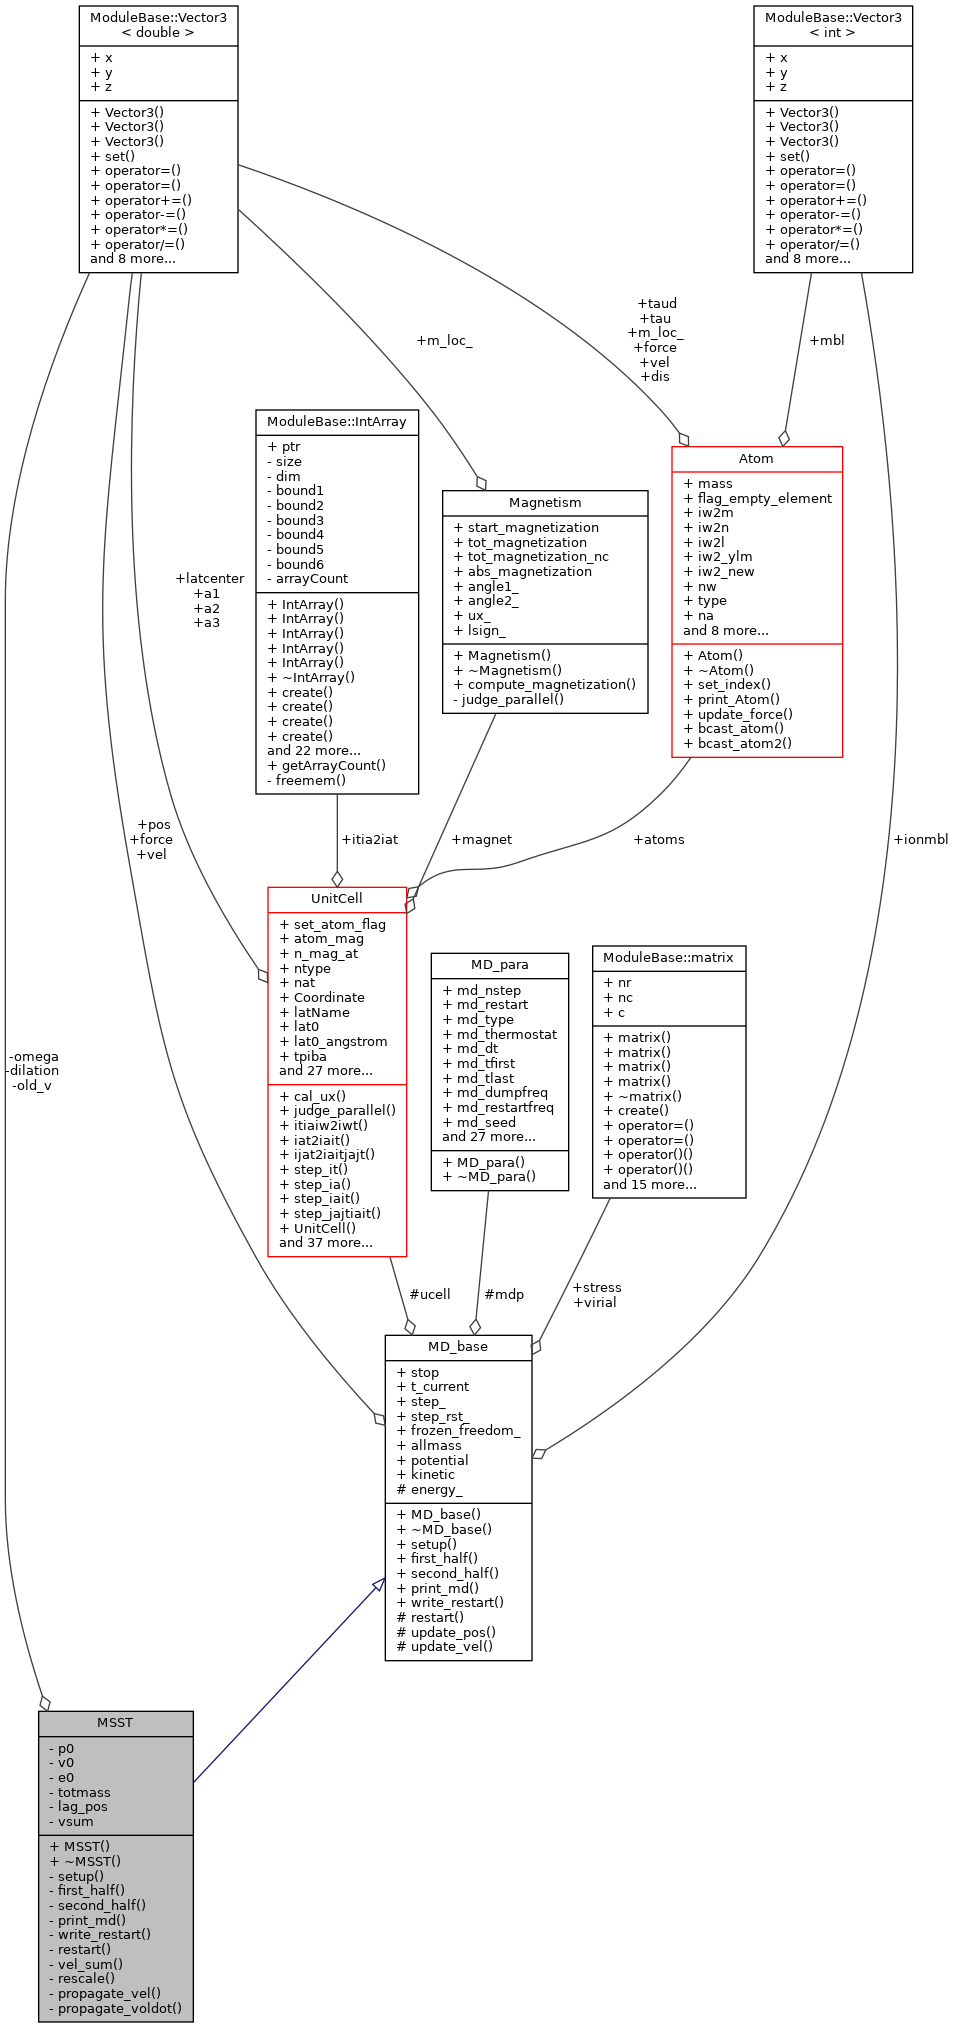 ModuleBase::Vector3
< double >
+ x
+ y
+ z
+ Vector3()
+ Vector3()
+ Vector3()
+ set()
+ operator=()
+ operator=()
+ operator+=()
+ operator-=()
+ operator*=()
+ operator/=()
and 8 more...
ModuleBase::Vector3
< int >
+ x
+ y
+ z
+ Vector3()
+ Vector3()
+ Vector3()
+ set()
+ operator=()
+ operator=()
+ operator+=()
+ operator-=()
+ operator*=()
+ operator/=()
and 8 more...
+taud
+tau
+m_loc_
+force
+vel
+dis
+m_loc_
+mbl
ModuleBase::IntArray
+ ptr
- size
- dim
- bound1
- bound2
- bound3
- bound4
- bound5
- bound6
- arrayCount
+ IntArray()
+ IntArray()
+ IntArray()
+ IntArray()
+ IntArray()
+ ~IntArray()
+ create()
+ create()
+ create()
+ create()
and 22 more...
+ getArrayCount()
- freemem()
Magnetism
+ start_magnetization
+ tot_magnetization
+ tot_magnetization_nc
+ abs_magnetization
+ angle1_
+ angle2_
+ ux_
+ lsign_
+ Magnetism()
+ ~Magnetism()
+ compute_magnetization()
- judge_parallel()
Atom
+ mass
+ flag_empty_element
+ iw2m
+ iw2n
+ iw2l
+ iw2_ylm
+ iw2_new
+ nw
+ type
+ na
and 8 more...
+ Atom()
+ ~Atom()
+ set_index()
+ print_Atom()
+ update_force()
+ bcast_atom()
+ bcast_atom2()
+latcenter
+a1
+a2
+a3
+pos
+force
+vel
+itia2iat
+magnet
+atoms
+ionmbl
UnitCell
+ set_atom_flag
+ atom_mag
+ n_mag_at
+ ntype
+ nat
+ Coordinate
+ latName
+ lat0
+ lat0_angstrom
+ tpiba
and 27 more...
+ cal_ux()
+ judge_parallel()
+ itiaiw2iwt()
+ iat2iait()
+ ijat2iaitjajt()
+ step_it()
+ step_ia()
+ step_iait()
+ step_jajtiait()
+ UnitCell()
and 37 more...
MD_para
+ md_nstep
+ md_restart
+ md_type
+ md_thermostat
+ md_dt
+ md_tfirst
+ md_tlast
+ md_dumpfreq
+ md_restartfreq
+ md_seed
and 27 more...
+ MD_para()
+ ~MD_para()
ModuleBase::matrix
+ nr
+ nc
+ c
+ matrix()
+ matrix()
+ matrix()
+ matrix()
+ ~matrix()
+ create()
+ operator=()
+ operator=()
+ operator()()
+ operator()()
and 15 more...
-omega
-dilation
-old_v
#ucell
#mdp
+stress
+virial
MD_base
+ stop
+ t_current
+ step_
+ step_rst_
+ frozen_freedom_
+ allmass
+ potential
+ kinetic
# energy_
+ MD_base()
+ ~MD_base()
+ setup()
+ first_half()
+ second_half()
+ print_md()
+ write_restart()
# restart()
# update_pos()
# update_vel()
MSST
- p0
- v0
- e0
- totmass
- lag_pos
- vsum
+ MSST()
+ ~MSST()
- setup()
- first_half()
- second_half()
- print_md()
- write_restart()
- restart()
- vel_sum()
- rescale()
- propagate_vel()
- propagate_voldot()